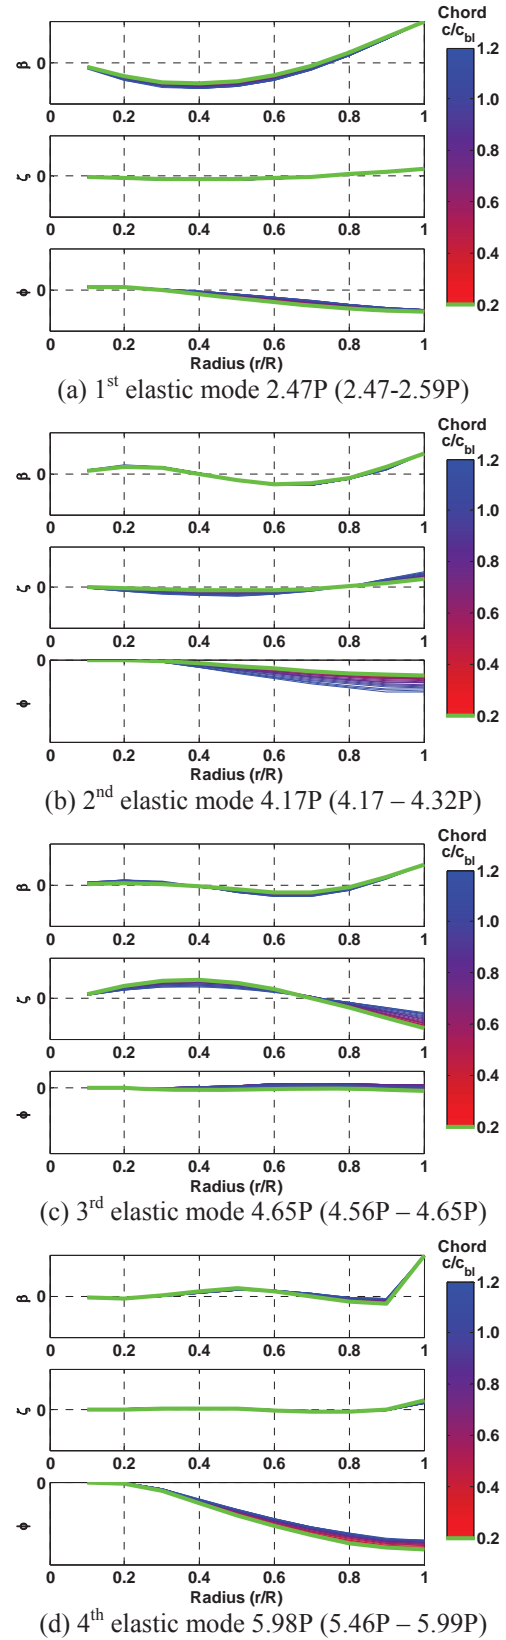 Chord
c/cbl
β 0
0 0.2 0.4 0.6 0.8 1
ζ 0
0 0.2 0.4 0.6 0.8 1
ϕ 0
0 0.2 0.4 0.6 0.8 1
Radius (r/R)
1.2
1.0
0.8
0.6
0.4
0.2
(a) 1st elastic mode 2.47P (2.47-2.59P)
Chord
c/cbl
β 0
0 0.2 0.4 0.6 0.8 1
ζ 0
0 0.2 0.4 0.6 0.8 1
ϕ 0
0 0.2 0.4 0.6 0.8 1
Radius (r/R)
1.2
1.0
0.8
0.6
0.4
0.2
(b) 2nd elastic mode 4.17P (4.17 – 4.32P)
Chord
c/cbl
β 0
0 0.2 0.4 0.6 0.8 1
ζ 0
0 0.2 0.4 0.6 0.8 1
ϕ 0
0 0.2 0.4 0.6 0.8 1
Radius (r/R)
1.2
1.0
0.8
0.6
0.4
0.2
(c) 3rd elastic mode 4.65P (4.56P – 4.65P)
Chord
c/cbl
β 0
0 0.2 0.4 0.6 0.8 1
ζ 0
0 0.2 0.4 0.6 0.8 1
ϕ 0
0 0.2 0.4 0.6 0.8 1
Radius (r/R)
1.2
1.0
0.8
0.6
0.4
0.2
(d) 4th elastic mode 5.98P (5.46P – 5.99P)